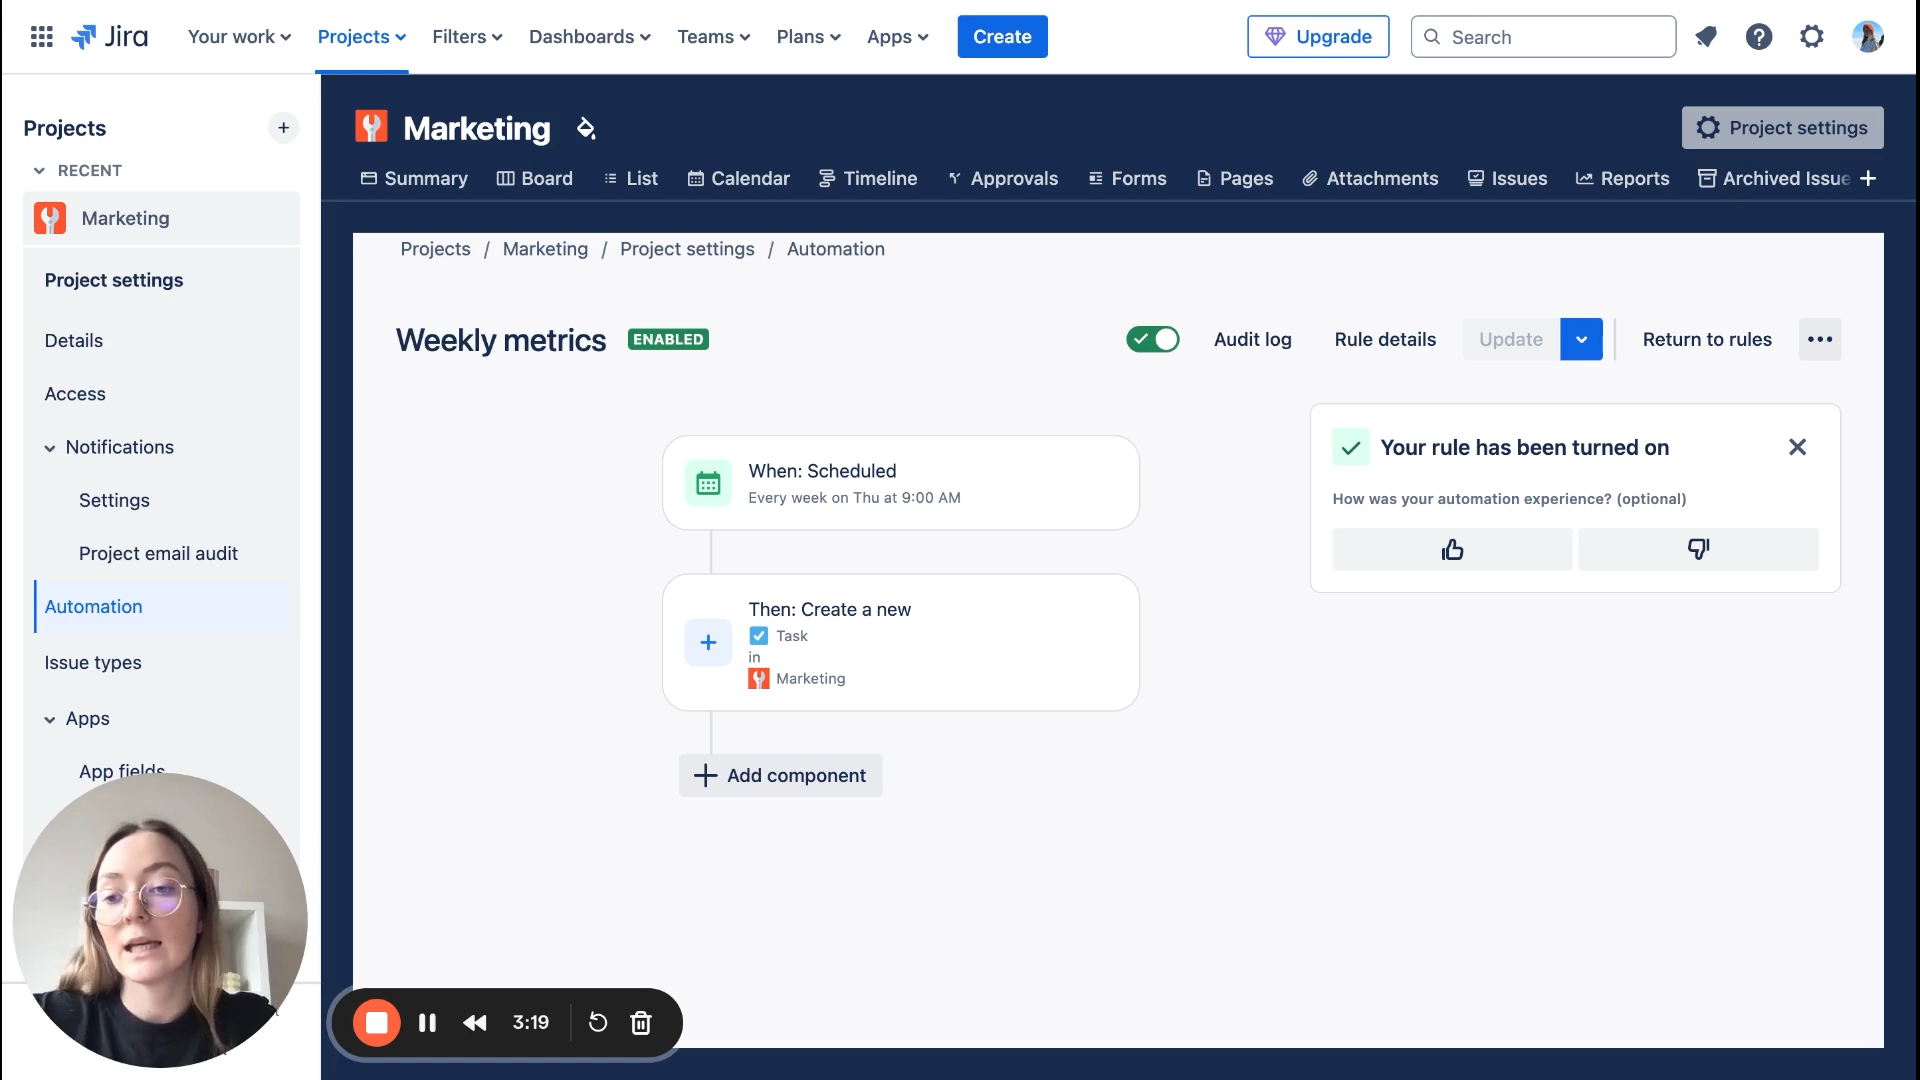 Jira Your work Projects Filters Dashboards Teams Plans Apps Create Upgrade Search
Projects
RECENT
Marketing
Project settings
Details
Access
Notifications
Settings
Project email audit
Automation
Issue types
Apps
App fields
Marketing
Project settings
Summary Board List Calendar Timeline Approvals Forms Pages Attachments Issues Reports Archived Issue
Projects / Marketing / Project settings / Automation
Weekly metrics ENABLED Audit log Rule details Update Return to rules
When: Scheduled
Every week on Thu at 9:00 AM
Then: Create a new
Task
in
Marketing
Add component
Your rule has been turned on
How was your automation experience? (optional)
3:19